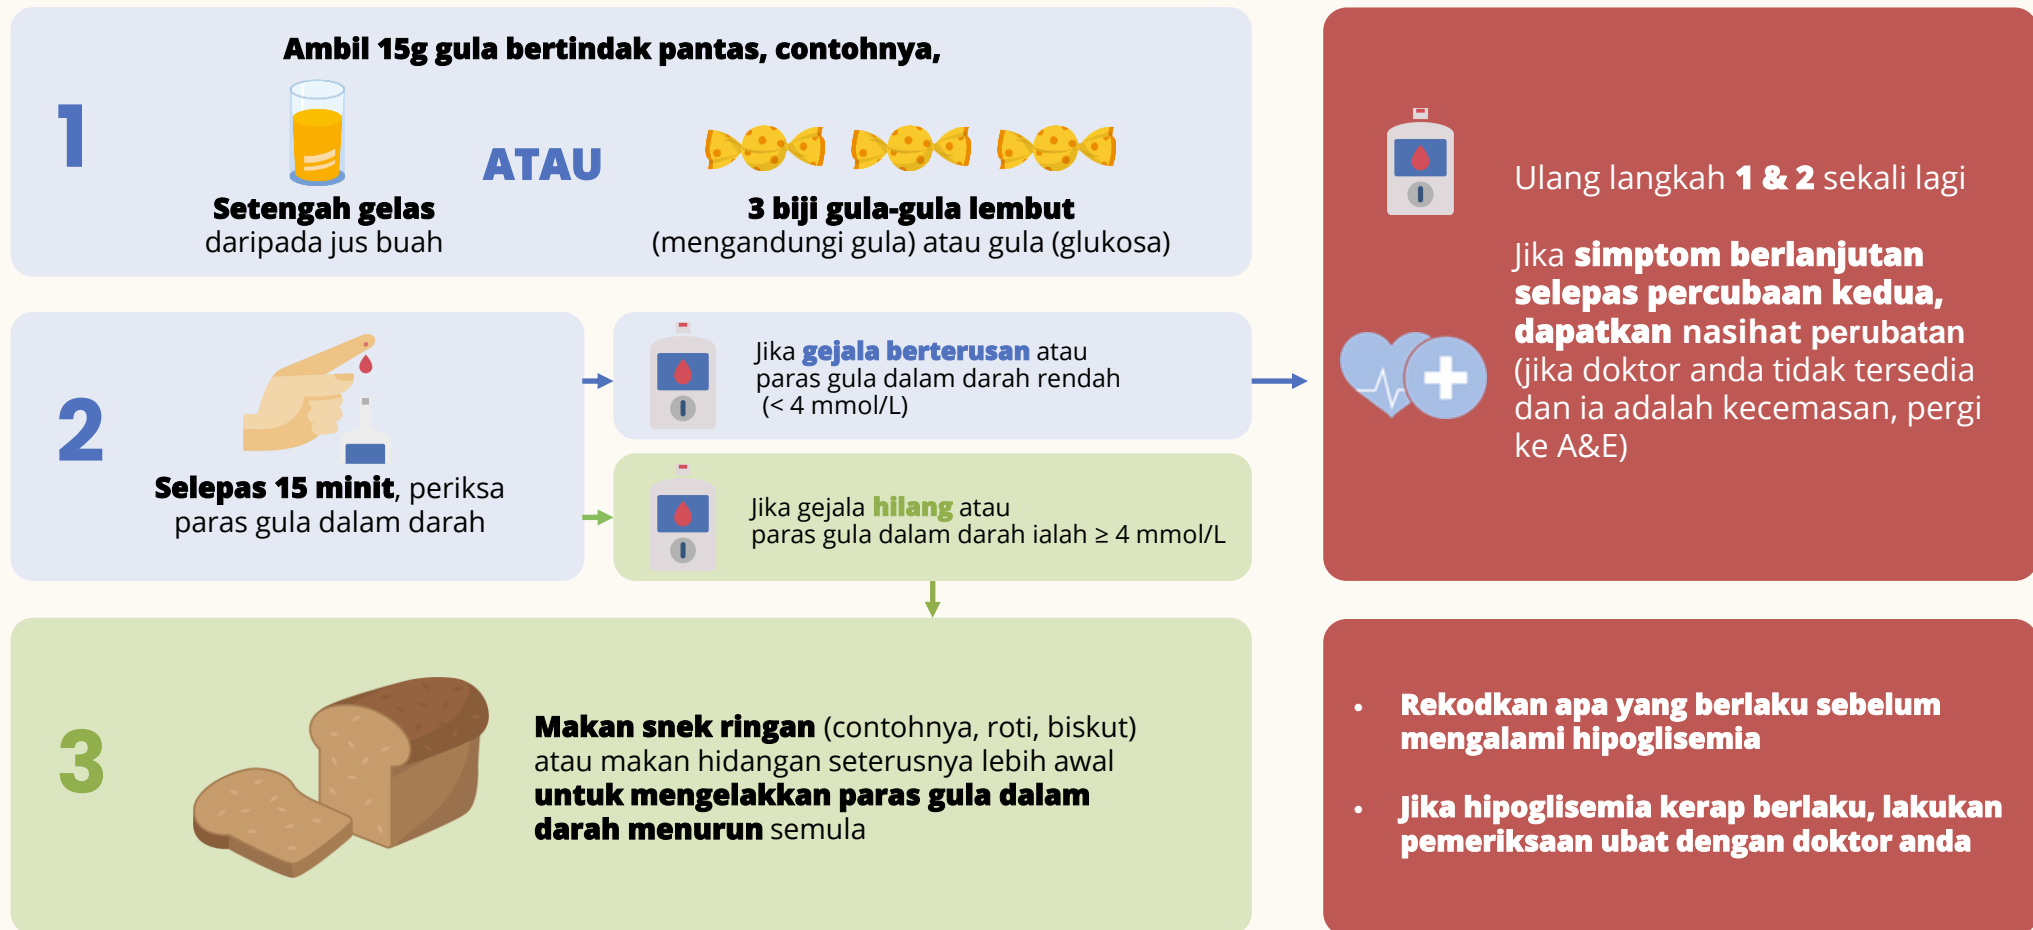 Ambil 15g gula bertindak pantas, contohnya,
1
ATAU
Setengah gelas
daripada jus buah
3 biji gula-gula lembut
(mengandungi gula) atau gula (glukosa)
2
Selepas 15 minit, periksa
paras gula dalam darah
Jika gejala berterusan atau
paras gula dalam darah rendah
(< 4 mmol/L)
Jika gejala hilang atau
paras gula dalam darah ialah ≥ 4 mmol/L
Ulang langkah 1 & 2 sekali lagi
Jika simptom berlanjutan
selepas percubaan kedua,
dapatkan nasihat perubatan
(jika doktor anda tidak tersedia
dan ia adalah kecemasan, pergi
ke A&E)
3
Makan snek ringan (contohnya, roti, biskut)
atau makan hidangan seterusnya lebih awal
untuk mengelakkan paras gula dalam
darah menurun semula
• Rekodkan apa yang berlaku sebelum
mengalami hipoglisemia
• Jika hipoglisemia kerap berlaku, lakukan
pemeriksaan ubat dengan doktor anda